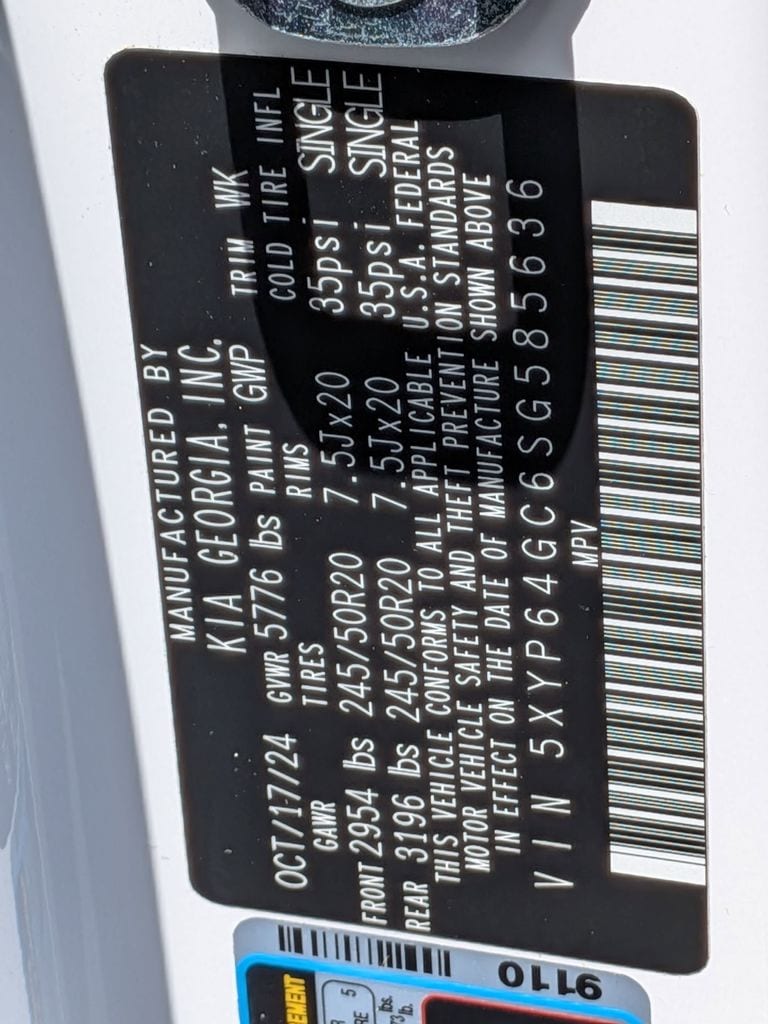 MANUFACTURED BY
KIA GEORGIA, INC.
OCT/17/24 GVWR 5776 lbs PAINT GWP TRIM WK
GAWR TIRES RIMS COLD TIRE INFL
FRONT 2954 lbs 245/50R20 7.5Jx20 35psi SINGLE
REAR 3196 lbs 245/50R20 7.5Jx20 35psi SINGLE
THIS VEHICLE CONFORMS TO ALL APPLICABLE U.S.A. FEDERAL
MOTOR VEHICLE SAFETY AND THEFT PREVENTION STANDARDS
IN EFFECT ON THE DATE OF MANUFACTURE SHOWN ABOVE
VIN 5XYP64GC6SG585636
MPV
9110